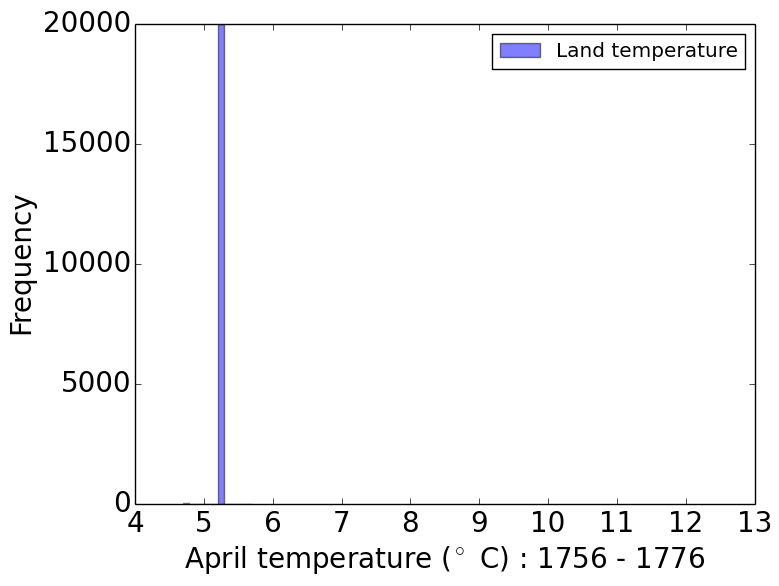 20000
15000
10000
5000
0
Frequency
Land temperature
4 5 6 7 8 9 10 11 12 13
April temperature (° C) : 1756 - 1776